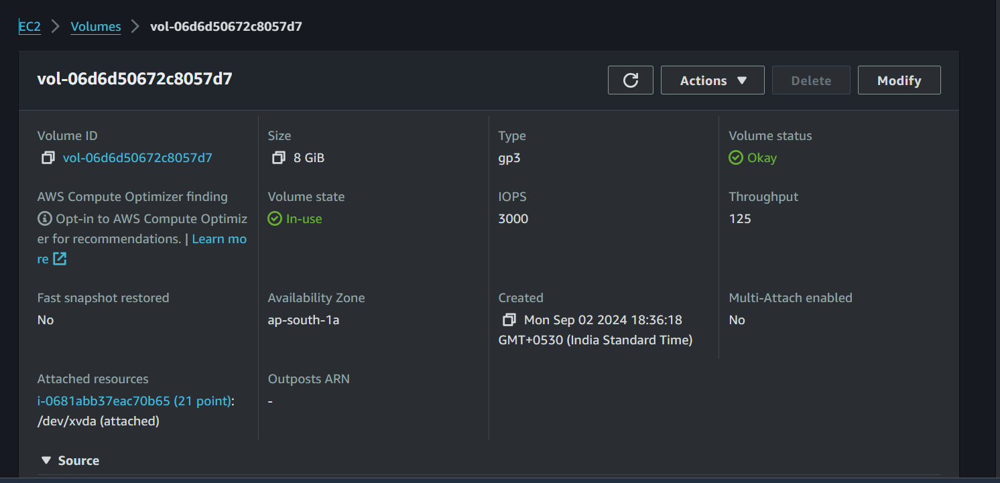 EC2 > Volumes > vol-06d6d50672c8057d7
vol-06d6d50672c8057d7
Actions
Delete
Modify
Volume ID
vol-06d6d50672c8057d7
Size
8 GiB
Type
gp3
Volume status
Okay
AWS Compute Optimizer finding
Opt-in to AWS Compute Optimiz
er for recommendations. | Learn mo
re
Volume state
In-use
IOPS
3000
Throughput
125
Fast snapshot restored
No
Availability Zone
ap-south-1a
Created
Mon Sep 02 2024 18:36:18
GMT+0530 (India Standard Time)
Multi-Attach enabled
No
Attached resources
i-0681abb37eac70b65 (21 point):
/dev/xvda (attached)
Outposts ARN
-
Source